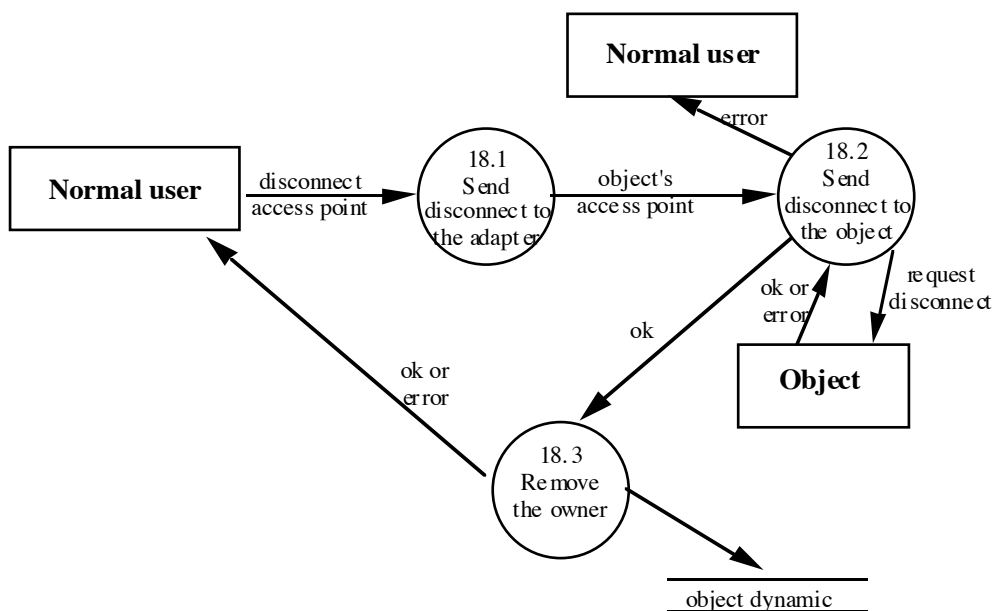 Normal user
error
Normal user
disconnect
access point
18.1
Send
disconnect to
the adapter
object's
access point
18.2
Send
disconnect to
the object
request
disconnect
ok or
error
ok
Object
ok or
error
18.3
Remove
the owner
object dynamic